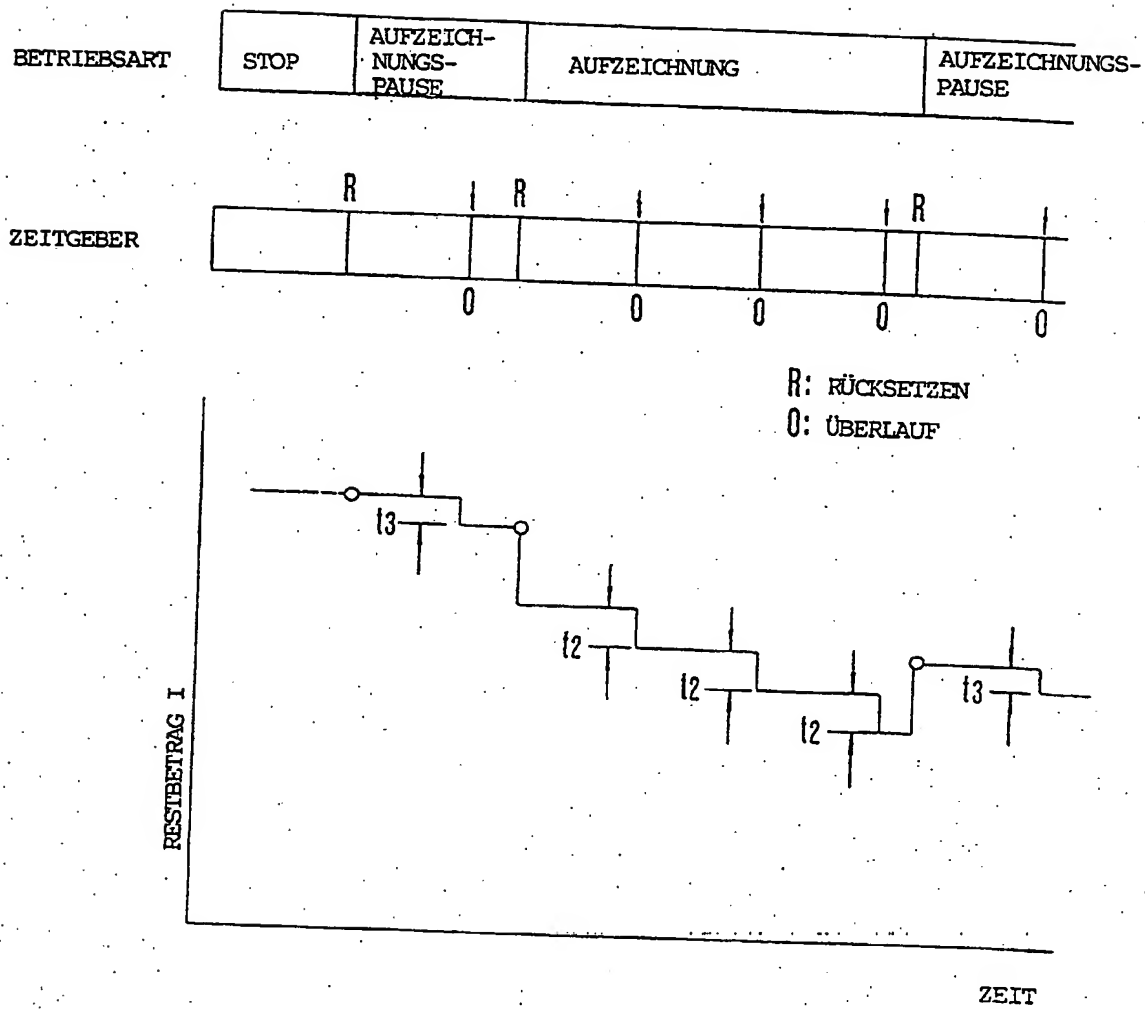 BETRIEBSART
STOP
AUFZEICH-
NUNGS-
PAUSE
AUFZEICHNUNG
AUFZEICHNUNGS-
PAUSE
R
R
R
ZEITGEBER
0
0
0
0
0
R: RÜCKSETZEN
0: ÜBERLAUF
t3
t2
t2
t2
t3
RESTBETRAG I
ZEIT